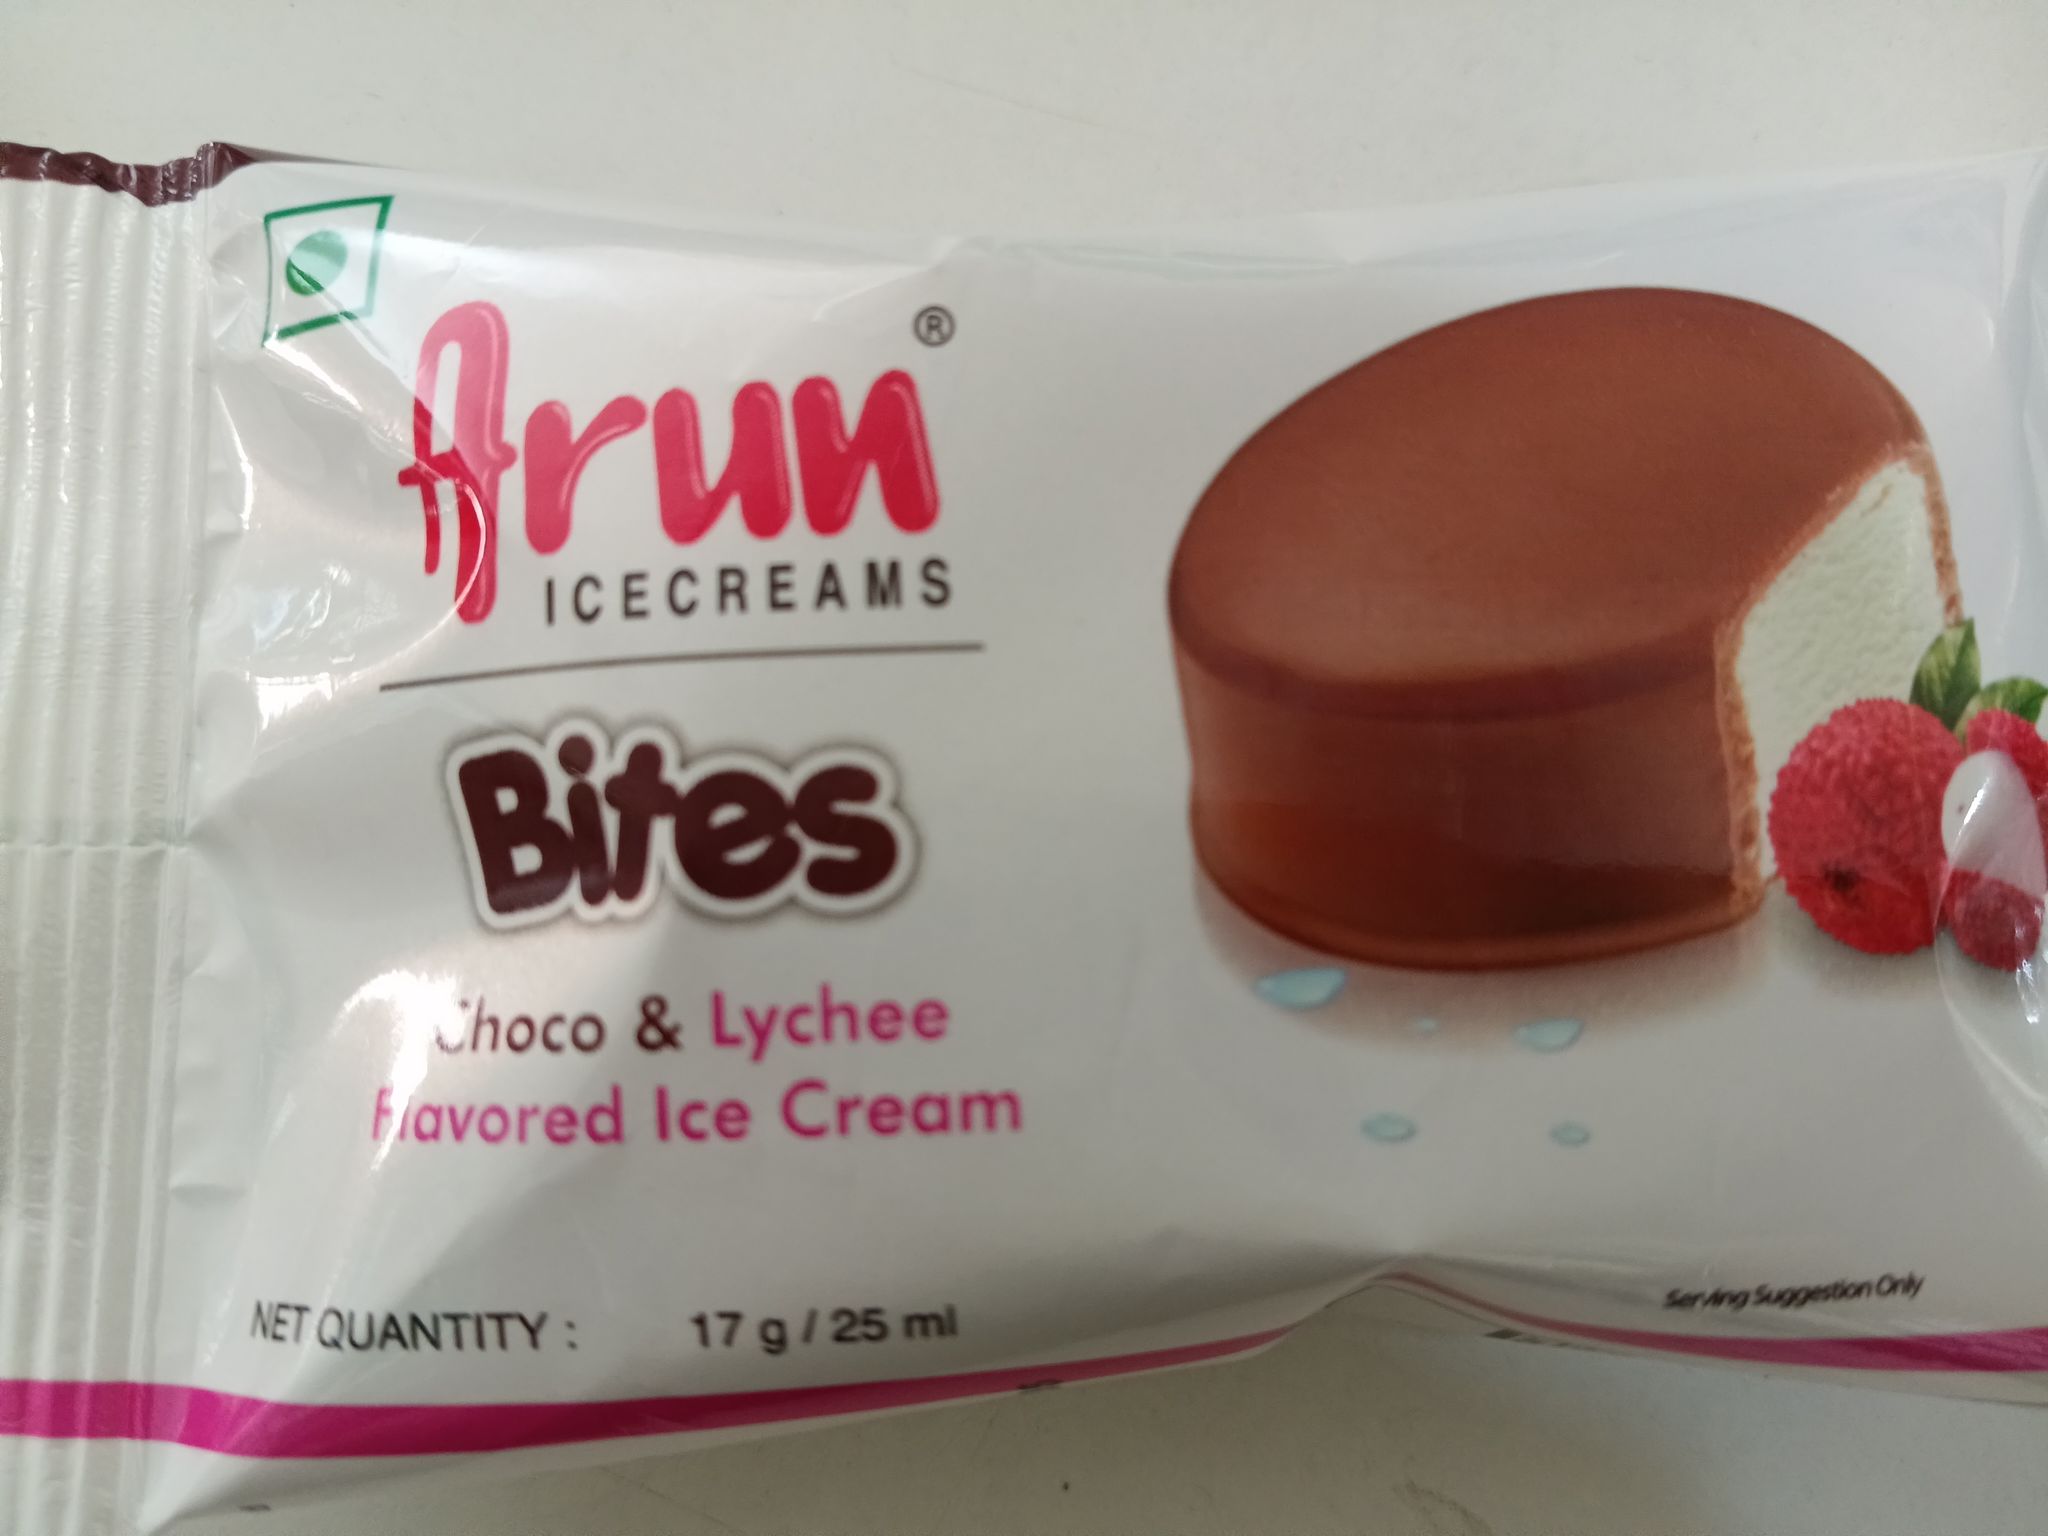 Arun®
ICECREAMS
Bites
Choco & Lychee
Flavored Ice Cream
NET QUANTITY : 17 g / 25 ml
Serving Suggestion Only